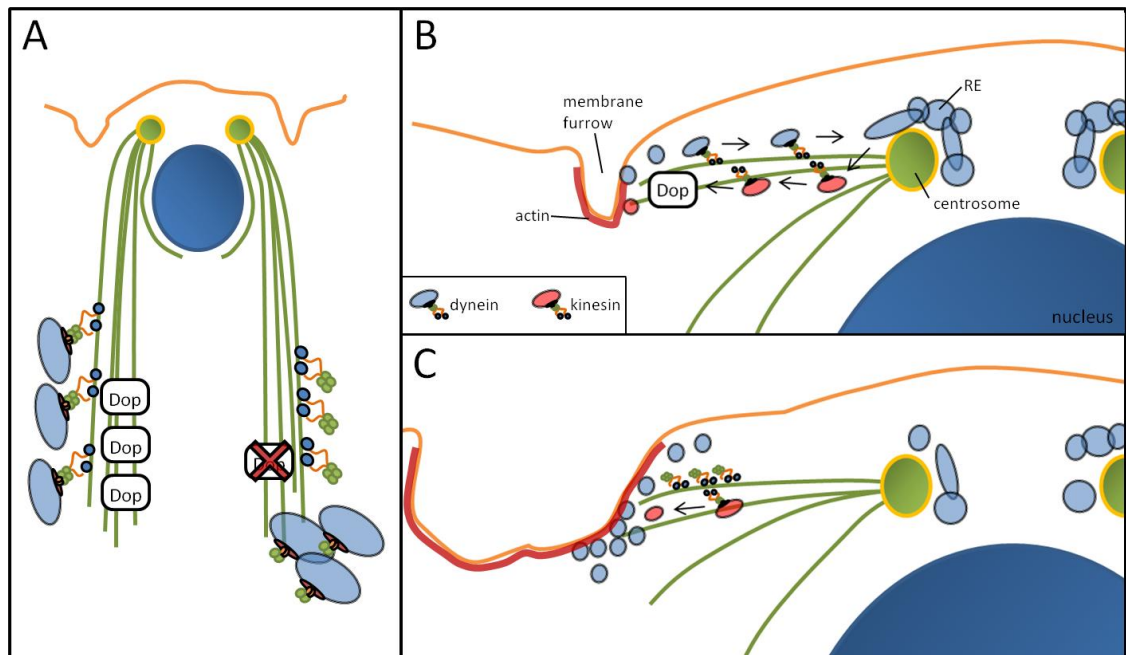 A
Dop
Dop
Dop
B
membrane
furrow
RE
Dop
actin
centrosome
dynein
kinesin
nucleus
C